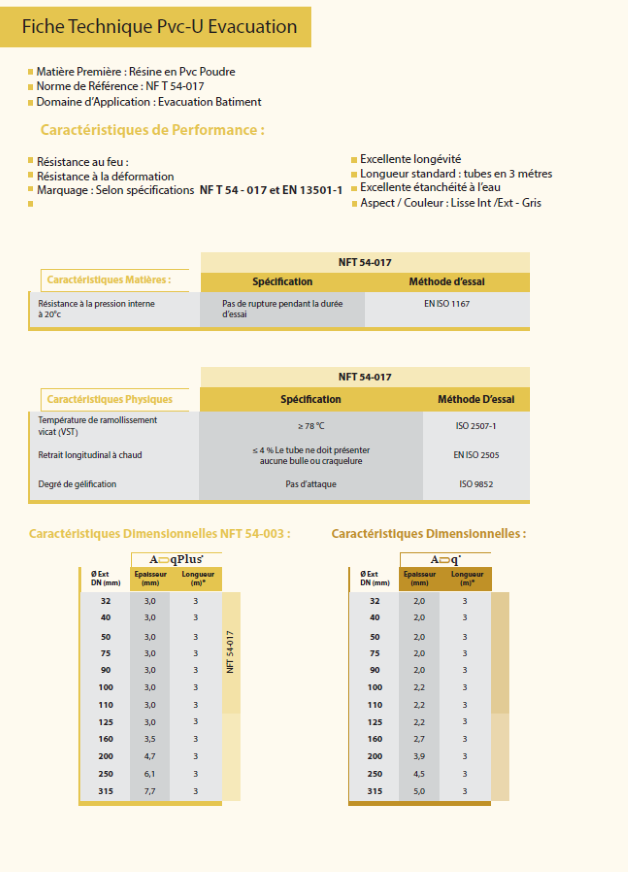 Fiche Technique Pvc-U Evacuation
Matière Première : Résine en Pvc Poudre
Norme de Référence : NF T 54-017
Domaine d'Application : Evacuation Batiment
Caractéristiques de Performance :
Résistance au feu :
Résistance à la déformation
Marquage : Selon spécifications NF T 54 - 017 et EN 13501-1
Excellente longévité
Longueur standard : tubes en 3 métres
Excellente étanchéité à l'eau
Aspect / Couleur : Lisse Int /Ext - Gris
NFT 54-017
Caractéristiques Matières : Spécification Méthode d'essai
Résistance à la pression interne
à 20°c
Pas de rupture pendant la durée
d'essai
EN ISO 1167
NFT 54-017
Caractéristiques Physiques Spécification Méthode D'essai
Température de ramollissement
vicat (VST)
≥ 78 °C ISO 2507-1
Retrait longitudinal à chaud
≤ 4 % Le tube ne doit présenter
aucune bulle ou craquelure
EN ISO 2505
Degré de gélification Pas d'attaque ISO 9852
Caractéristiques Dimensionnelles NFT 54-003 :
qPlus
Ø Ext
DN (mm)
Epaisseur
(mm)
Longueur
(m)*
32 3,0 3
40 3,0 3
50 3,0 3
75 3,0 3
90 3,0 3
100 3,0 3
110 3,0 3
125 3,0 3
160 3,5 3
200 4,7 3
250 6,1 3
315 7,7 3
NFT 54-017
Caractéristiques Dimensionnelles :
Ø Ext
DN (mm)
Epaisseur
(mm)
Longueur
(m)*
32 2,0 3
40 2,0 3
50 2,0 3
75 2,0 3
90 2,0 3
100 2,2 3
110 2,2 3
125 2,2 3
160 2,7 3
200 3,9 3
250 4,5 3
315 5,0 3